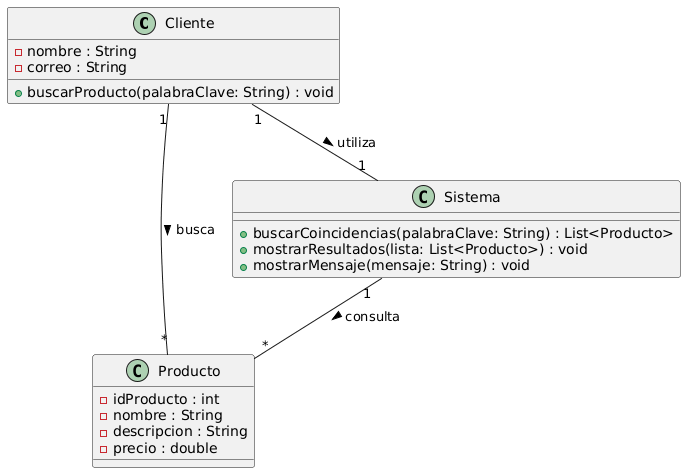 C Cliente
nombre : String
correo : String
buscarProducto(palabraClave: String) : void
1
1
utiliza
1
C Sistema
buscarCoincidencias(palabraClave: String) : List<Producto>
mostrarResultados(lista: List<Producto>) : void
mostrarMensaje(mensaje: String) : void
busca
1
consulta
*
*
C Producto
idProducto : int
nombre : String
descripcion : String
precio : double